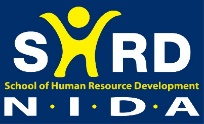 SHRD
School of Human Resource Development
N·I·D·A